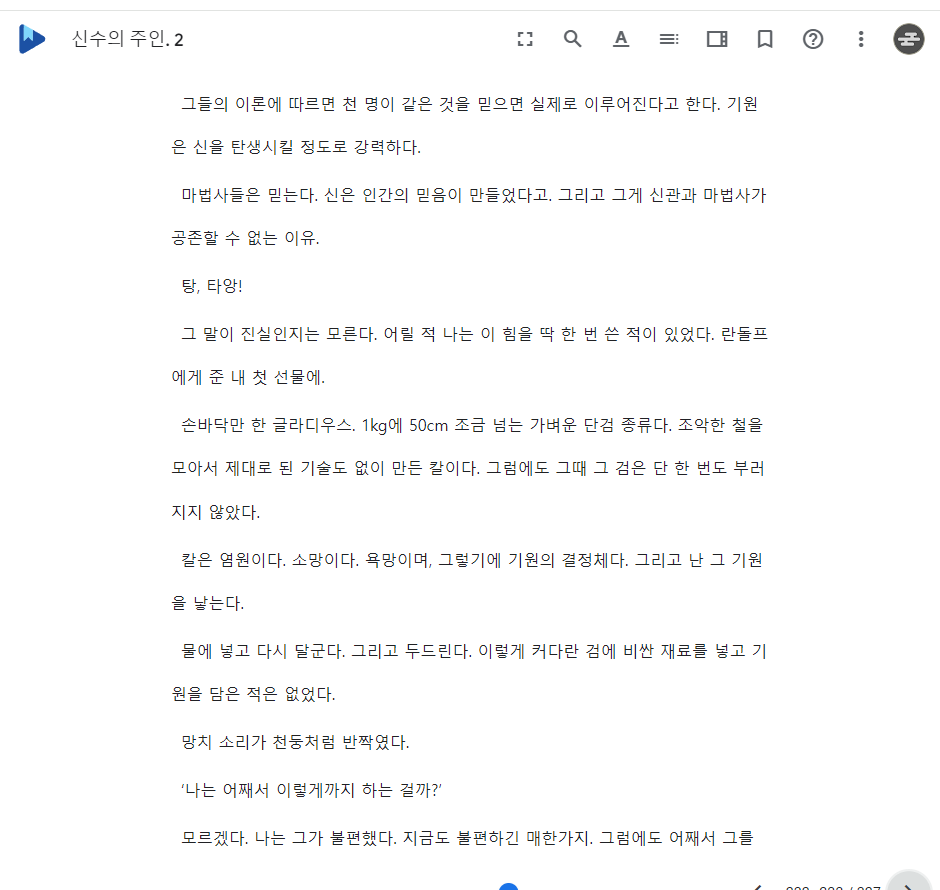 신수의 주인. 2
그들의 이론에 따르면 천 명이 같은 것을 믿으면 실제로 이루어진다고 한다. 기원
은 신을 탄생시킬 정도로 강력하다.
마법사들은 믿는다. 신은 인간의 믿음이 만들었다고. 그리고 그게 신관과 마법사가
공존할 수 없는 이유.
탕, 타앙!
그 말이 진실인지는 모른다. 어릴 적 나는 이 힘을 딱 한 번 쓴 적이 있었다. 란돌프
에게 준 내 첫 선물에.
손바닥만 한 글라디우스. 1kg에 50cm 조금 넘는 가벼운 단검 종류다. 조악한 철을
모아서 제대로 된 기술도 없이 만든 칼이다. 그럼에도 그때 그 검은 단 한 번도 부러
지지 않았다.
칼은 염원이다. 소망이다. 욕망이며, 그렇기에 기원의 결정체다. 그리고 난 그 기원
을 낳는다.
물에 넣고 다시 달군다. 그리고 두드린다. 이렇게 커다란 검에 비싼 재료를 넣고 기
원을 담은 적은 없었다.
망치 소리가 천둥처럼 반짝였다.
‘나는 어째서 이렇게까지 하는 걸까?’
모르겠다. 나는 그가 불편했다. 지금도 불편하긴 매한가지. 그럼에도 어째서 그를